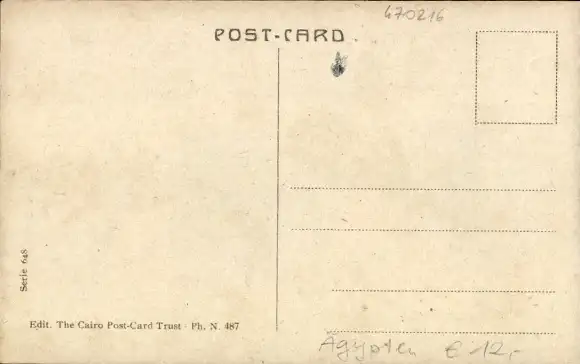 470216
POST-CARD
Serie 648
Edit. The Cairo Post-Card Trust · Ph. N. 487
Ägypten € 12,-